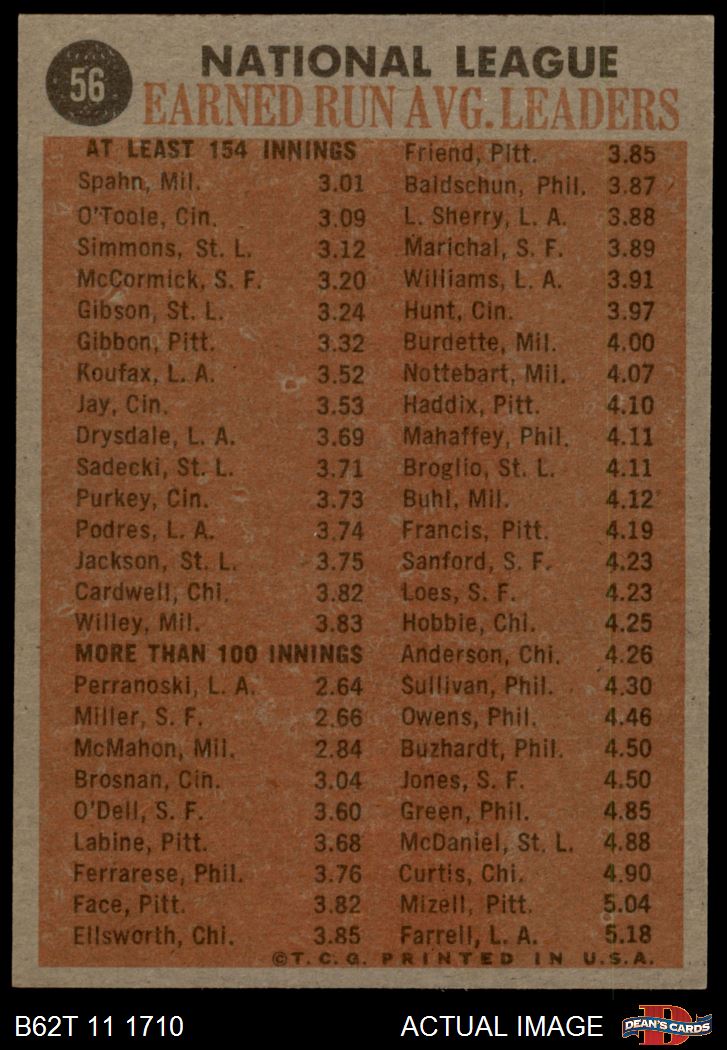 56
NATIONAL LEAGUE
EARNED RUN AVG. LEADERS
AT LEAST 154 INNINGS
Spahn, Mil. 3.01
O'Toole, Cin. 3.09
Simmons, St. L. 3.12
McCormick, S. F. 3.20
Gibson, St. L. 3.24
Gibbon, Pitt. 3.32
Koufax, L. A. 3.52
Jay, Cin. 3.53
Drysdale, L. A. 3.69
Sadecki, St. L. 3.71
Purkey, Cin. 3.73
Podres, L. A. 3.74
Jackson, St. L. 3.75
Cardwell, Chi. 3.82
Willey, Mil. 3.83
MORE THAN 100 INNINGS
Perranoski, L. A. 2.64
Miller, S. F. 2.66
McMahon, Mil. 2.84
Brosnan, Cin. 3.04
O'Dell, S. F. 3.60
Labine, Pitt. 3.68
Ferrarese, Phil. 3.76
Face, Pitt. 3.82
Ellsworth, Chi. 3.85
Friend, Pitt. 3.85
Baldschun, Phil. 3.87
L. Sherry, L. A. 3.88
Marichal, S. F. 3.89
Williams, L. A. 3.91
Hunt, Cin. 3.97
Burdette, Mil. 4.00
Nottebart, Mil. 4.07
Haddix, Pitt. 4.10
Mahaffey, Phil. 4.11
Broglio, St. L. 4.11
Buhl, Mil. 4.12
Francis, Pitt. 4.19
Sanford, S. F. 4.23
Loes, S. F. 4.23
Hobbie, Chi. 4.25
Anderson, Chi. 4.26
Sullivan, Phil. 4.30
Owens, Phil. 4.46
Buzhardt, Phil. 4.50
Jones, S. F. 4.50
Green, Phil. 4.85
McDaniel, St. L. 4.88
Curtis, Chi. 4.90
Mizell, Pitt. 5.04
Farrell, L. A. 5.18
©T. C. G. PRINTED IN U.S.A.
B62T 11 1710
ACTUAL IMAGE
D
DEAN'S CARDS